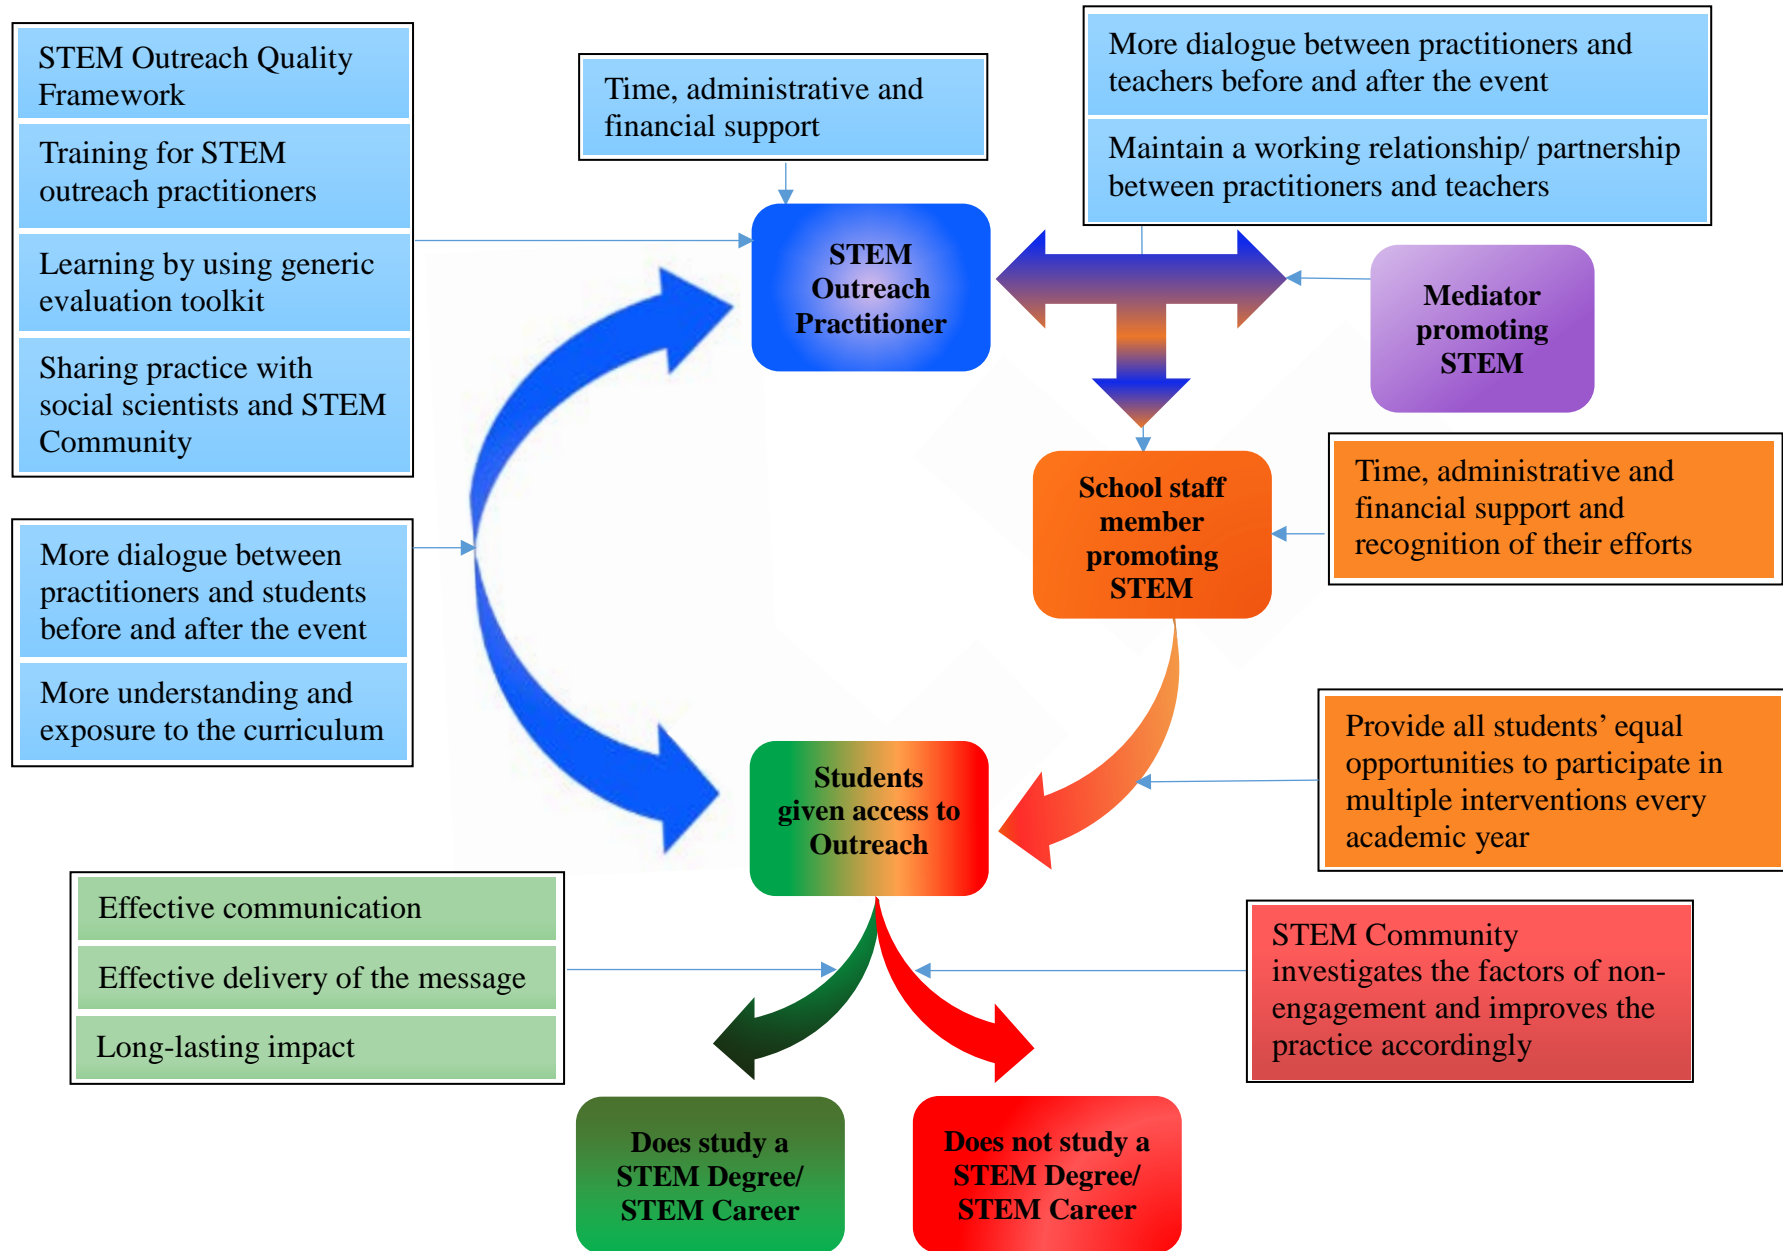 STEM Outreach Quality
Framework
Training for STEM
outreach practitioners
Learning by using generic
evaluation toolkit
Sharing practice with
social scientists and STEM
Community
Time, administrative and
financial support
More dialogue between practitioners and
teachers before and after the event
Maintain a working relationship/ partnership
between practitioners and teachers
STEM
Outreach
Practitioner
Mediator
promoting
STEM
School staff
member
promoting
STEM
Time, administrative and
financial support and
recognition of their efforts
More dialogue between
practitioners and students
before and after the event
More understanding and
exposure to the curriculum
Students
given access to
Outreach
Provide all students’ equal
opportunities to participate in
multiple interventions every
academic year
Effective communication
Effective delivery of the message
Long-lasting impact
STEM Community
investigates the factors of non-
engagement and improves the
practice accordingly
Does study a
STEM Degree/
STEM Career
Does not study a
STEM Degree/
STEM Career